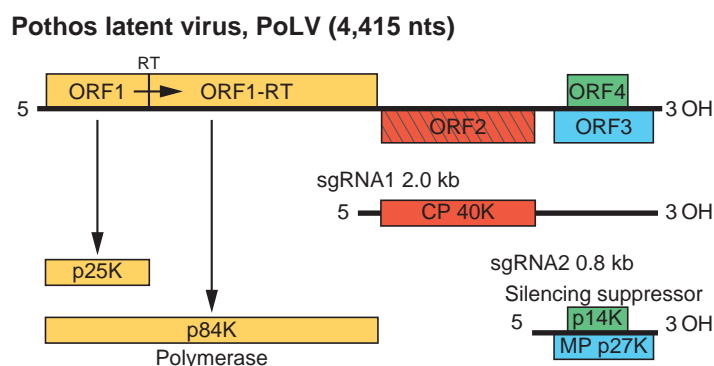 Pothos latent virus, PoLV (4,415 nts)
RT
ORF1 ORF1-RT ORF4
5 3 OH
ORF2 ORF3
sgRNA1 2.0 kb
5 CP 40K 3 OH
p25K
sgRNA2 0.8 kb
Silencing suppressor
p84K 5 p14K 3 OH
Polymerase MP p27K